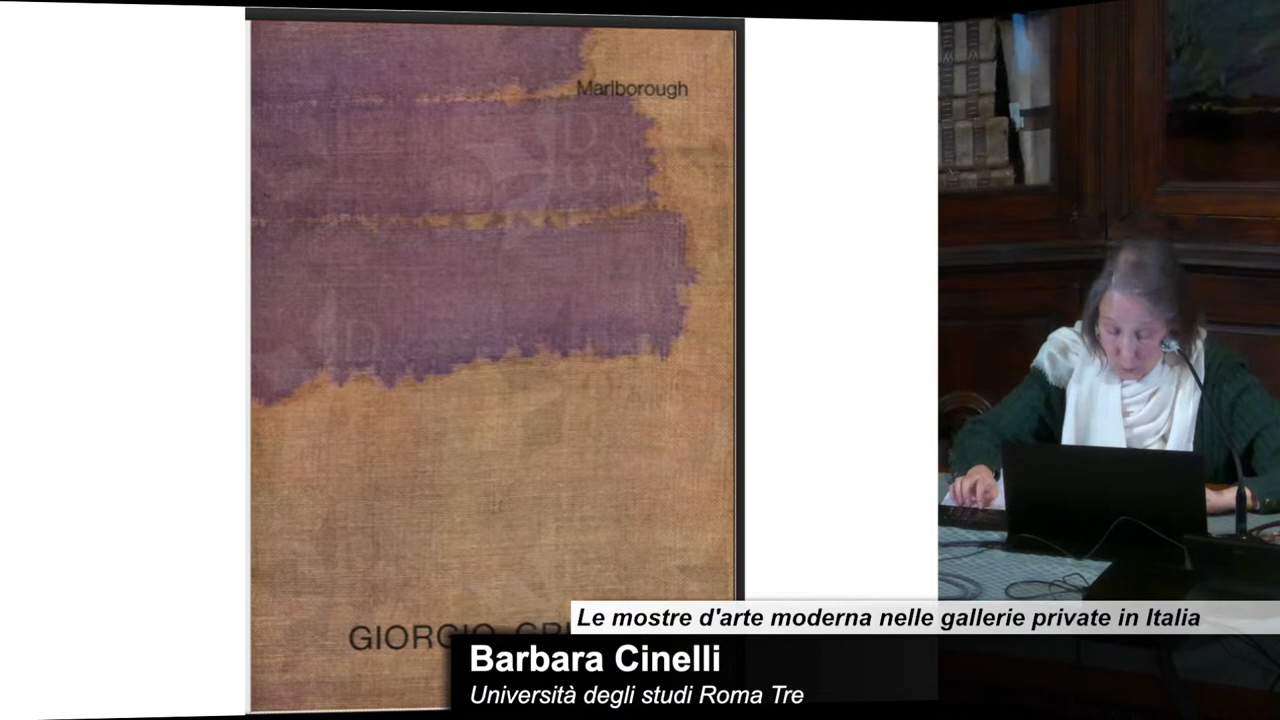 Marlborough
GIORGIO
Le mostre d'arte moderna nelle gallerie private in Italia
Barbara Cinelli
Università degli studi Roma Tre